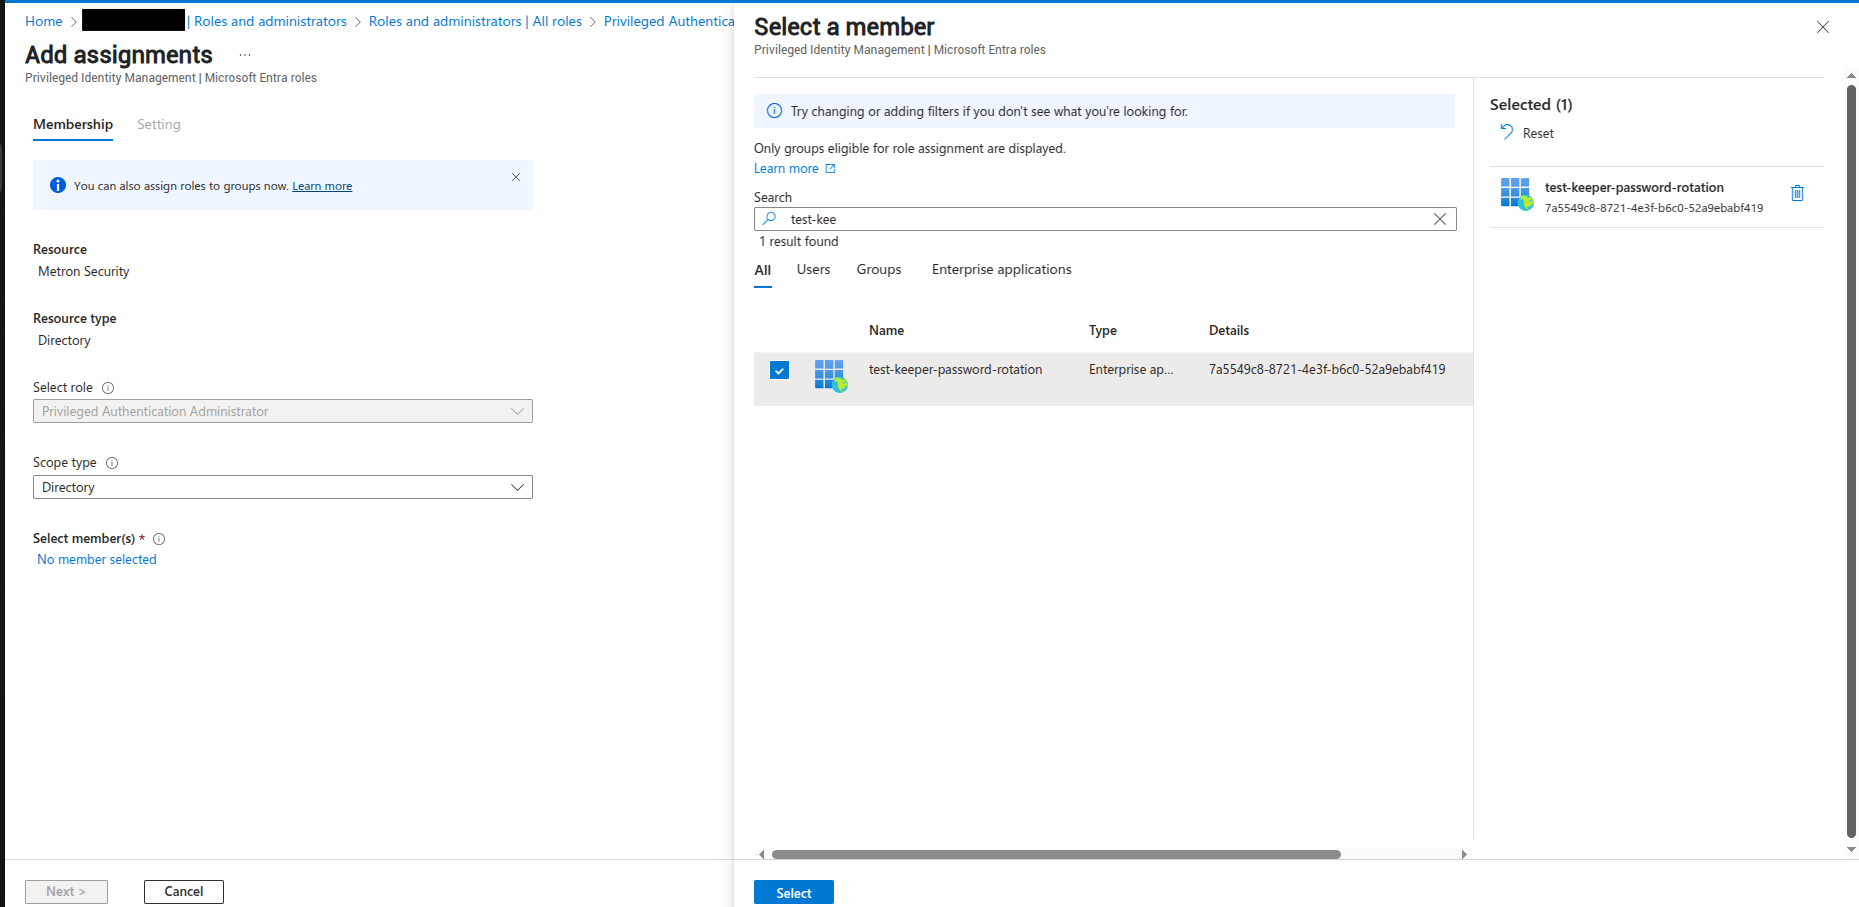 Home > | Roles and administrators > Roles and administrators | All roles > Privileged Authentica
Add assignments ...
Privileged Identity Management | Microsoft Entra roles
Membership Setting
You can also assign roles to groups now. Learn more
Resource
Metron Security
Resource type
Directory
Select role
Privileged Authentication Administrator
Scope type
Directory
Select member(s) *
No member selected
Next > Cancel
Select a member
Privileged Identity Management | Microsoft Entra roles
Try changing or adding filters if you don't see what you're looking for.
Only groups eligible for role assignment are displayed.
Learn more
Search
test-kee
1 result found
All Users Groups Enterprise applications
Name Type Details
test-keeper-password-rotation Enterprise ap... 7a5549c8-8721-4e3f-b6c0-52a9ebabf419
Select
Selected (1)
Reset
test-keeper-password-rotation
7a5549c8-8721-4e3f-b6c0-52a9ebabf419